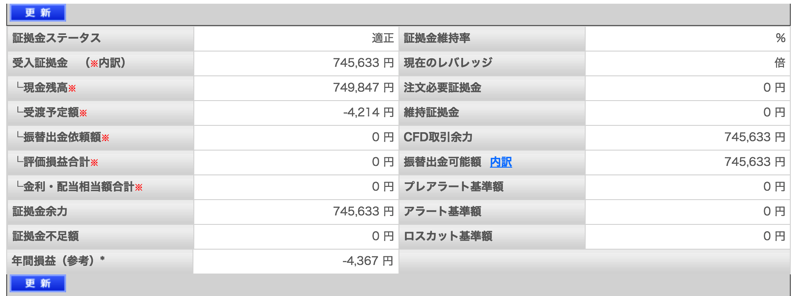 更 新
証拠金ステータス 適正 証拠金維持率 %
受入証拠金 （※内訳） 745,633 円 現在のレバレッジ 倍
└現金残高※ 749,847 円 注文必要証拠金 0 円
└受渡予定額※ -4,214 円 維持証拠金 0 円
└振替出金依頼額※ 0 円 CFD取引余力 745,633 円
└評価損益合計※ 0 円 振替出金可能額 内訳 745,633 円
└金利・配当相当額合計※ 0 円 プレアラート基準額 0 円
証拠金余力 745,633 円 アラート基準額 0 円
証拠金不足額 0 円 ロスカット基準額 0 円
年間損益（参考）* -4,367 円
更 新